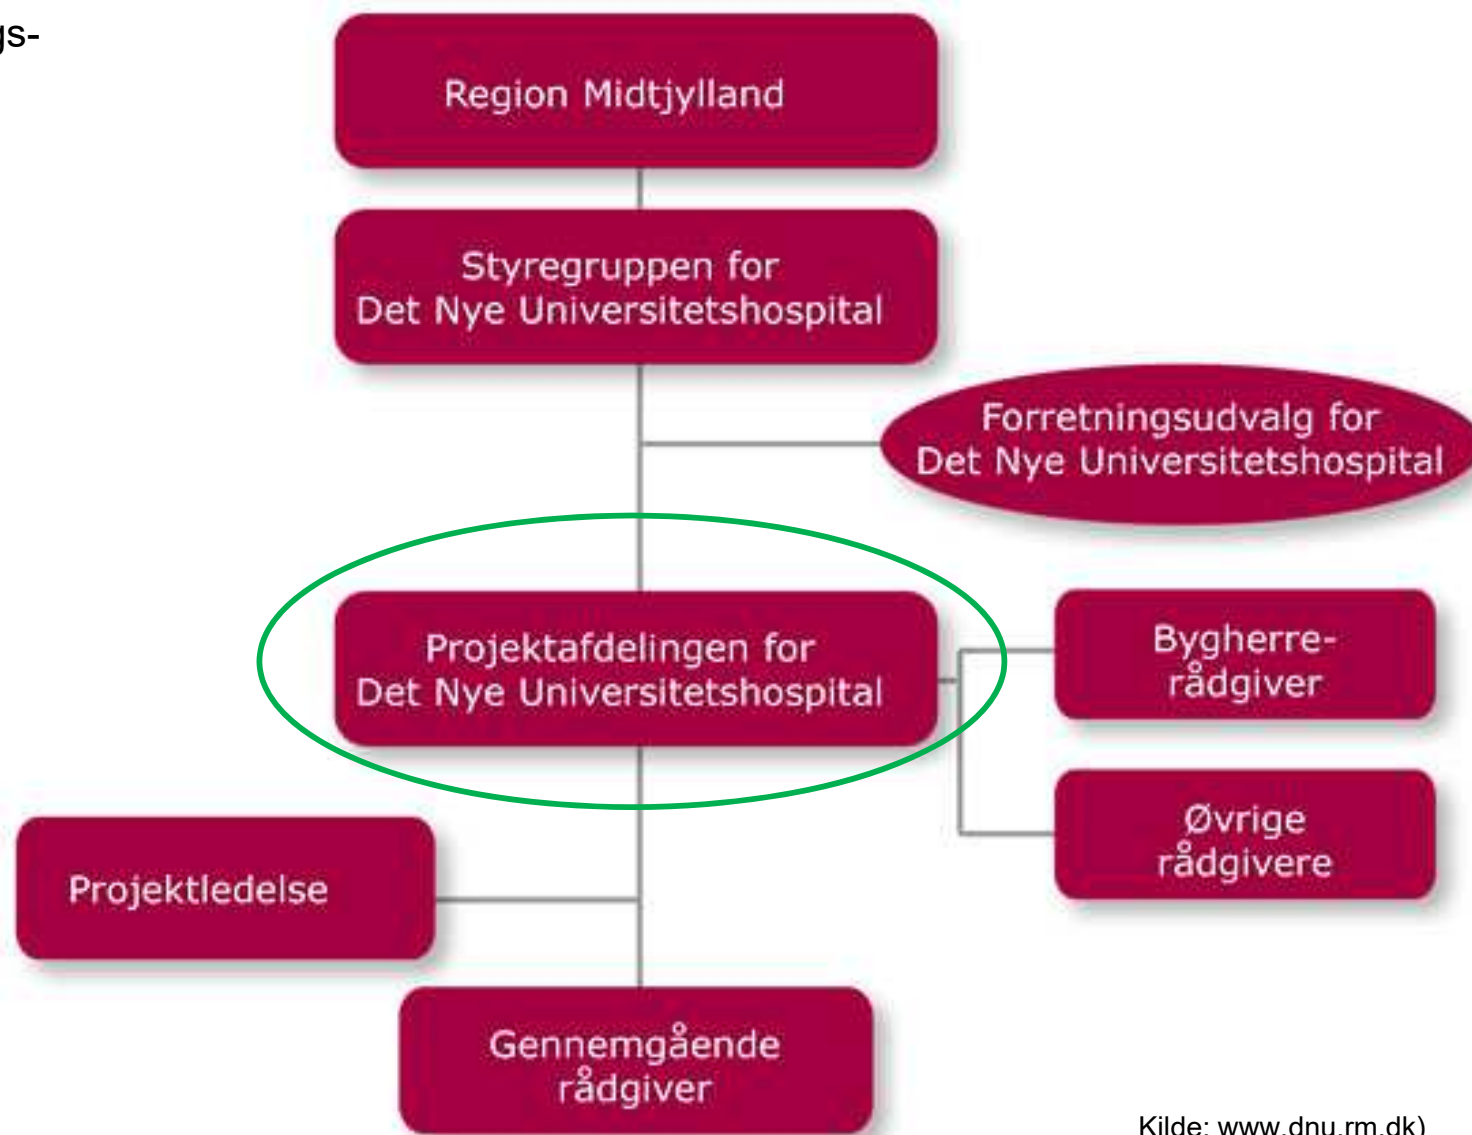 gs-
Region Midtjylland
Styregruppen for
Det Nye Universitetshospital
Forretningsudvalg for
Det Nye Universitetshospital
Projektafdelingen for
Det Nye Universitetshospital
Bygherre-
rådgiver
Øvrige
rådgivere
Projektledelse
Gennemgående
rådgiver
Kilde: www.dnu.rm.dk)